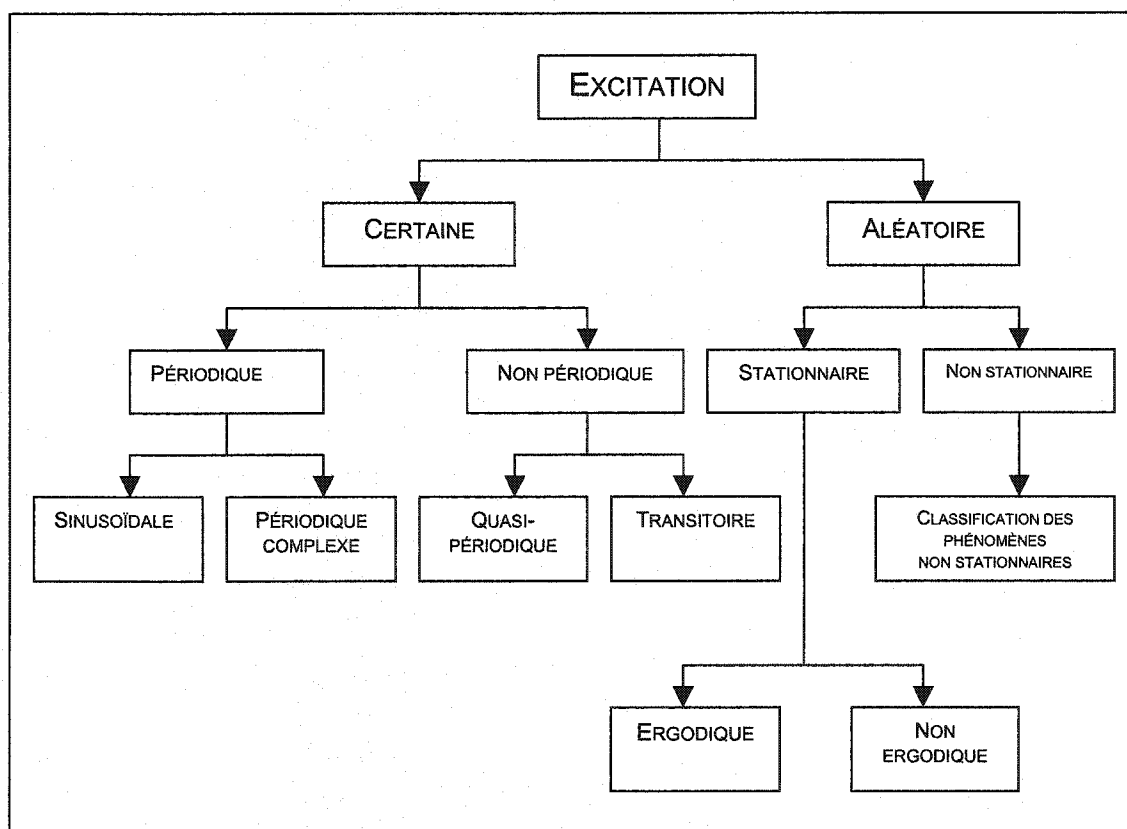 EXCITATION
CERTAINE
ALÉATOIRE
PÉRIODIQUE
NON PÉRIODIQUE
STATIONNAIRE
NON STATIONNAIRE
SINUSOÏDALE
PÉRIODIQUE
COMPLEXE
QUASI-
PÉRIODIQUE
TRANSITOIRE
CLASSIFICATION DES
PHÉNOMÈNES
NON STATIONNAIRES
ERGODIQUE
NON
ERGODIQUE